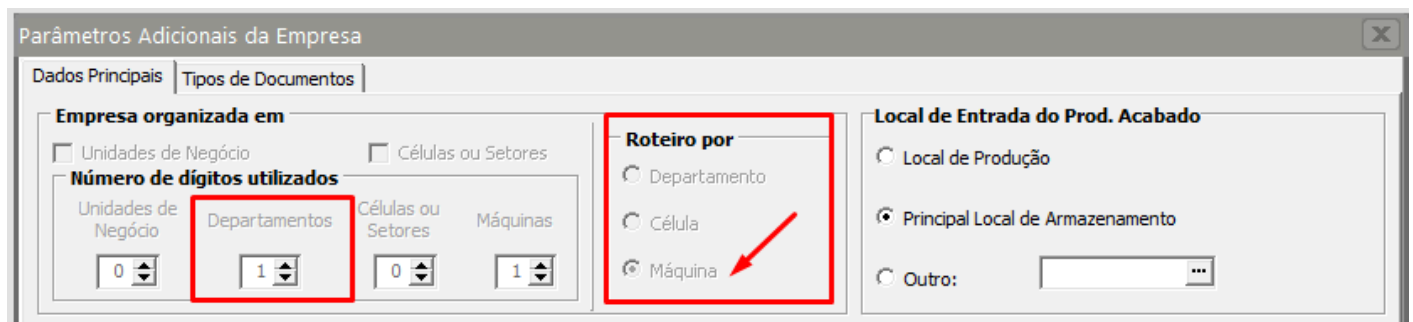 Parâmetros Adicionais da Empresa
Dados Principais
Tipos de Documentos
Empresa organizada em
Unidades de Negócio
Células ou Setores
Número de dígitos utilizados
Unidades de
Negócio
Departamentos
Células ou
Setores
Máquinas
0
1
0
1
Roteiro por
Departamento
Célula
Máquina
Local de Entrada do Prod. Acabado
Local de Produção
Principal Local de Armazenamento
Outro:
...